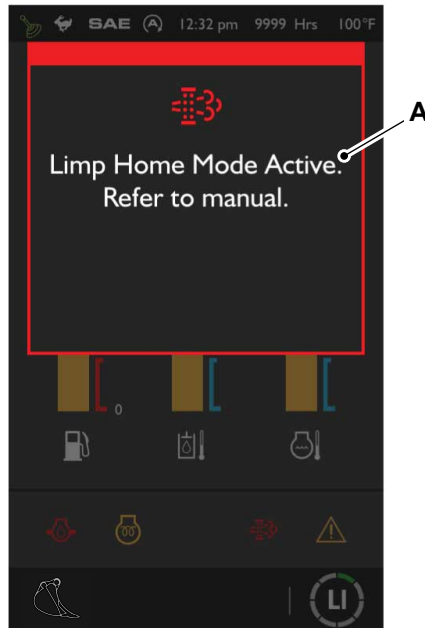 SAE A 12:32 pm 9999 Hrs 100°F
A
Limp Home Mode Active.
Refer to manual.
0
LI